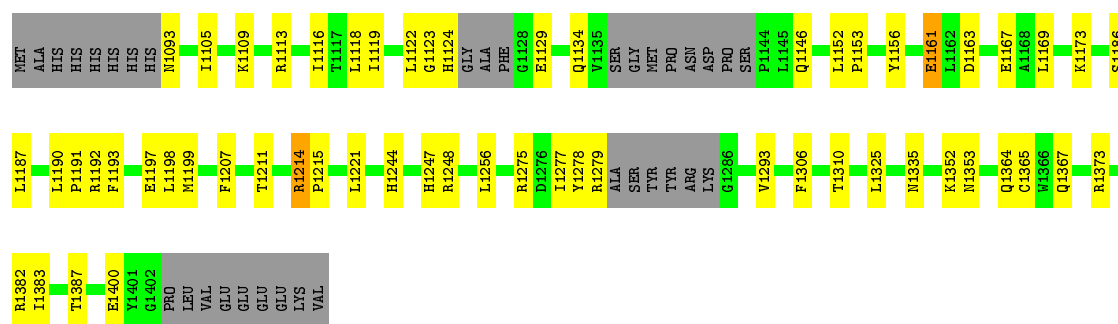 MET ALA HIS HIS HIS HIS HIS HIS N1093 I1105 K1109 R1113 I1116 T1117 L1118 I1119 L1122 G1123 H1124 GLY ALA PHE G1128 E1129 Q1134 V1135 SER GLY MET PRO ASN ASP PRO SER P1144 L1145 Q1146 L1152 P1153 Y1156 E1161 L1162 D1163 E1167 A1168 L1169 K1173 S1186
L1187 L1190 P1191 R1192 F1193 E1197 L1198 M1199 F1207 T1211 R1214 P1215 L1221 H1244 H1247 R1248 L1256 R1275 D1276 I1277 Y1278 R1279 ALA SER TYR TYR ARG LYS G1286 V1293 F1306 T1310 L1325 N1335 K1352 N1353 Q1364 C1365 W1366 Q1367 R1373
R1382 I1383 T1387 E1400 Y1401 G1402 PRO LEU VAL GLU GLU GLU GLU LYS VAL